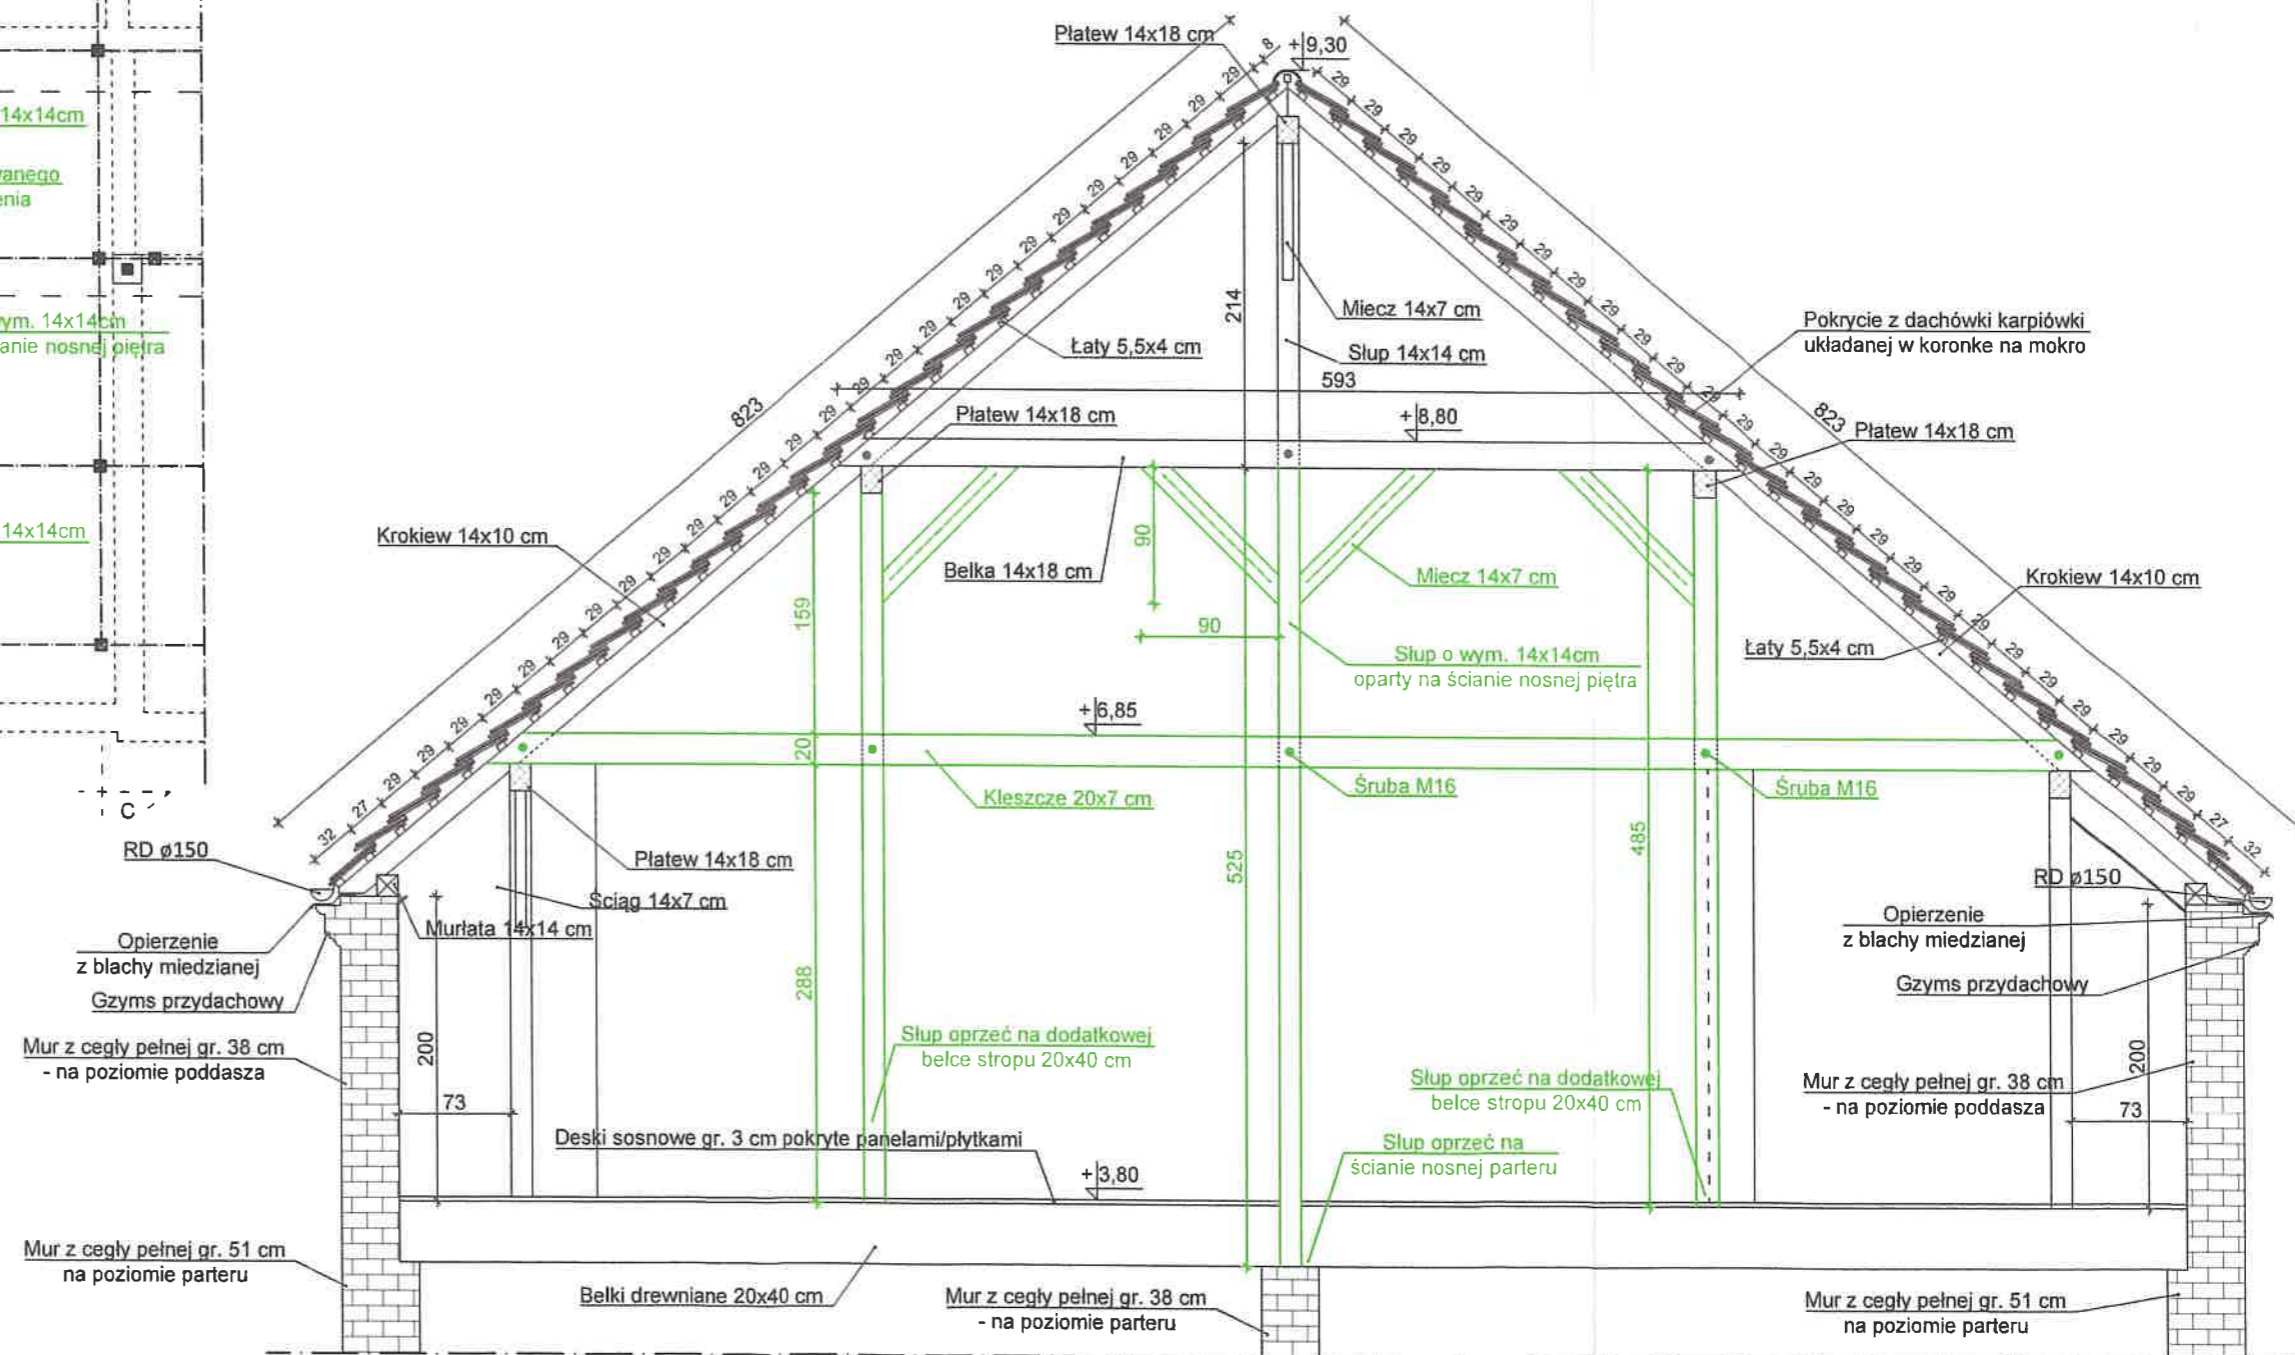 14x14cm
wanego
enia
wym. 14x14cm
anie nosnej piętra
14x14cm
C
Płatew 14x18 cm
+9,30
8
823
823
214
593
Miecz 14x7 cm
Słup 14x14 cm
Łaty 5,5x4 cm
Pokrycie z dachówki karpiówki
układanej w koronke na mokro
Płatew 14x18 cm
+8,80
Płatew 14x18 cm
Krokiew 14x10 cm
Belka 14x18 cm
90
90
159
Miecz 14x7 cm
Krokiew 14x10 cm
Słup o wym. 14x14cm
oparty na ścianie nosnej piętra
Łaty 5,5x4 cm
+6,85
20
Kleszcze 20x7 cm
Śruba M16
Śruba M16
32
27
29
29
27
32
RD ø150
Płatew 14x18 cm
525
485
Ściąg 14x7 cm
Murłata 14x14 cm
RD ø150
Opierzenie
z blachy miedzianej
Opierzenie
z blachy miedzianej
Gzyms przydachowy
288
Gzyms przydachowy
Mur z cegły pełnej gr. 38 cm
- na poziomie poddasza
200
73
Słup oprzeć na dodatkowej
belce stropu 20x40 cm
Słup oprzeć na dodatkowej
belce stropu 20x40 cm
Mur z cegły pełnej gr. 38 cm
- na poziomie poddasza
200
73
Deski sosnowe gr. 3 cm pokryte panelami/płytkami
Słup oprzeć na
ścianie nosnej parteru
+3,80
Mur z cegły pełnej gr. 51 cm
na poziomie parteru
Belki drewniane 20x40 cm
Mur z cegły pełnej gr. 38 cm
- na poziomie parteru
Mur z cegły pełnej gr. 51 cm
na poziomie parteru